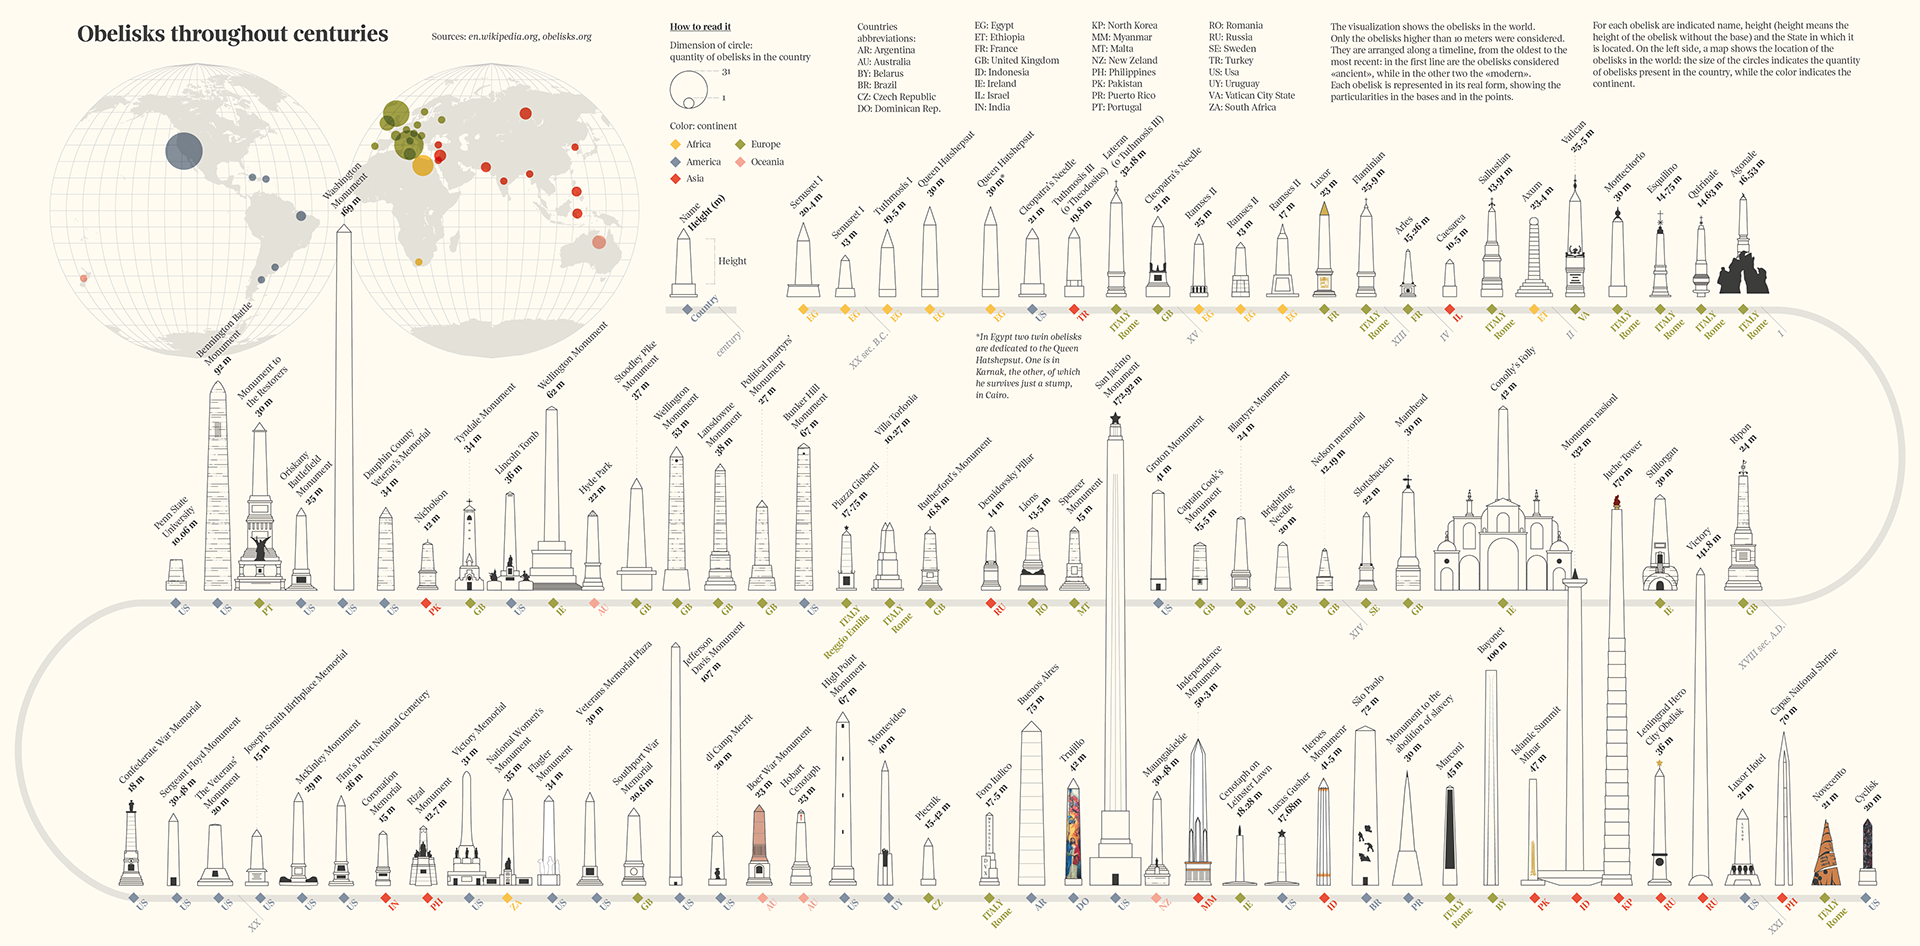 Obelisks throughout centuries
Sources: en.wikipedia.org, obelisks.org
How to read it
Dimension of circle:
quantity of obelisks in the country
31
1
Color: continent
Africa
Europe
America
Oceania
Asia
Name
Height (m)
Height
Country
century
Countries
abbreviations:
AR: Argentina
AU: Australia
BY: Belarus
BR: Brazil
CZ: Czech Republic
DO: Dominican Rep.
EG: Egypt
ET: Ethiopia
FR: France
GB: United Kingdom
ID: Indonesia
IE: Ireland
IL: Israel
IN: India
KP: North Korea
MM: Myanmar
MT: Malta
NZ: New Zeland
PH: Philippines
PK: Pakistan
PR: Puerto Rico
PT: Portugal
RO: Romania
RU: Russia
SE: Sweden
TR: Turkey
US: Usa
UY: Uruguay
VA: Vatican City State
ZA: South Africa
The visualization shows the obelisks in the world.
Only the obelisks higher than 10 meters were considered.
They are arranged along a timeline, from the oldest to the
most recent: in the first line are the obelisks considered
«ancient», while in the other two the «modern».
Each obelisk is represented in its real form, showing the
particularities in the bases and in the points.
For each obelisk are indicated name, height (height means the
height of the obelisk without the base) and the State in which it
is located. On the left side, a map shows the location of the
obelisks in the world: the size of the circles indicates the quantity
of obelisks present in the country, while the color indicates the
continent.
Senusret I
20.4 m
Senusret I
13 m
Tuthmosis I
19.5 m
Queen Hatshepsut
30 m
Queen Hatshepsut
30 m*
Cleopatra's Needle
21 m
Tuthmosis III
(o Theodosius)
19.8 m
Lateran
(o Tuthmosis III)
32.18 m
Cleopatra's Needle
21 m
Ramses II
25 m
Ramses II
13 m
Ramses II
17 m
Luxor
23 m
Flaminian
25.9 m
Arles
15.26 m
Caesarea
10.5 m
Sallustian
13.91 m
Axum
23.4 m
Vatican
25.5 m
Montecitorio
30 m
Esquilino
14.75 m
Quirinale
14.63 m
Agonale
16.53 m
EG
EG
EG
EG
EG
US
TR
ITALY
Rome
GB
EG
EG
EG
FR
ITALY
Rome
FR
IL
ITALY
Rome
ET
VA
ITALY
Rome
ITALY
Rome
ITALY
Rome
ITALY
Rome
XX sec. B.C.
XV
XIII
IV
II
I
*In Egypt two twin obelisks
are dedicated to the Queen
Hatshepsut. One is in
Karnak, the other, of which
he survives just a stump,
in Cairo.
Penn State
University
10.06 m
Bennington Battle
Monument
92 m
Monument to
the Restorers
30 m
Oriskany
Battlefield
Monument
25 m
Washington
Monument
169 m
Dauphin County
Veteran's Memorial
34 m
Nicholson
12 m
Tyndale Monument
34 m
Lincoln Tomb
36 m
Wellington Monument
62 m
Hyde Park
22 m
Stoodley Pike
Monument
37 m
Wellington
Monument
53 m
Lansdowne
Monument
38 m
Political martyrs'
Monument
27 m
Bunker Hill
Monument
67 m
Piazza Gioberti
17.75 m
Villa Torlonia
10.27 m
Rutherford's Monument
16.8 m
Demidovsky Pillar
14 m
Lions
13.5 m
Spencer
Monument
15 m
San Jacinto
Monument
172.92 m
Groton Monument
41 m
Captain Cook's
Monument
15.5 m
Blantyre Mounment
24 m
Brightling
Needle
20 m
Nelson memorial
12.19 m
Slottsbacken
22 m
Mamhead
30 m
Conolly's Folly
42 m
Monumen nasionl
132 m
Juche Tower
170 m
Stillorgan
30 m
Victory
141.8 m
Ripon
24 m
US
US
PT
US
US
US
PK
GB
US
IE
AU
GB
GB
GB
GB
US
ITALY
Reggio Emilia
ITALY
Rome
GB
RU
RO
MT
US
GB
GB
GB
GB
SE
GB
IE
IE
GB
XIV
XVIII sec. A.D.
Confederate War Memorial
18 m
Sergeant Floyd Monument
30.48 m
The Veterans'
Monument
20 m
Joseph Smith Birthplace Memorial
15 m
McKinley Monument
29 m
Finn's Point National Cemetery
26 m
Coronation
Memorial
15 m
Rizal
Monument
12.7 m
Victory Memorial
31 m
National Women's
Monument
35 m
Flagler
Monument
34 m
Veterans Memorial Plaza
30 m
Southport War
Memorial
20.6 m
Jefferson
Davis Monument
107 m
dl Camp Merrit
20 m
Boer War Monument
23 m
Hobart
Cenotaph
23 m
High Point
Monument
67 m
Montevideo
40 m
Plecnik
15.42 m
Foro Italico
17.5 m
Buenos Aires
75 m
Trujillo
42 m
Maungakiekie
30.48 m
Independence
Monument
50.3 m
Cenotaph on
Leinster Lawn
18.28 m
Lucas Gusher
17.68m
Heroes
Monument
41.5 m
São Paolo
72 m
Monument to the
abolition of slavery
30 m
Marconi
45 m
Bayonet
100 m
Islamic Summit
Minar
47 m
Leningrad Hero
City Obelisk
36 m
Luxor Hotel
21 m
Capas National Shrine
70 m
Novecento
21 m
Cyclisk
20 m
US
US
US
US
US
US
IN
PH
US
ZA
US
US
GB
US
US
AU
AU
US
UY
CZ
ITALY
Rome
AR
DO
US
NZ
MM
IE
US
ID
BR
PR
ITALY
Rome
BY
PK
ID
KP
RU
RU
US
PH
ITALY
Rome
US
XX
XXI